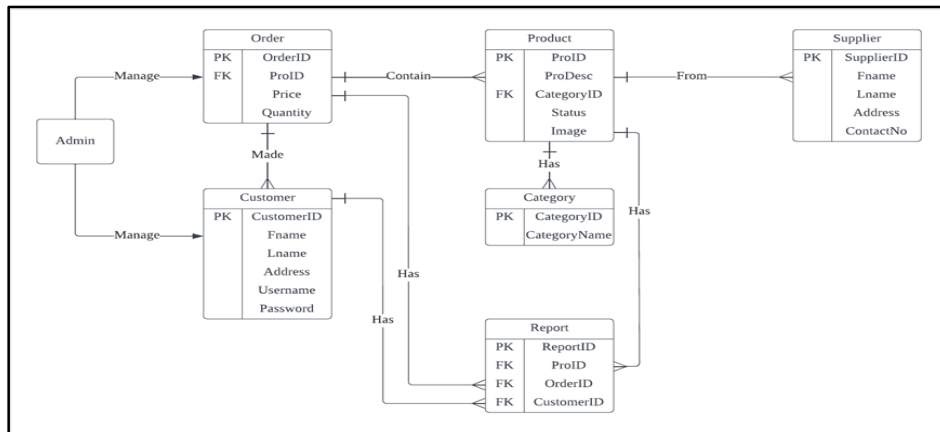 Order
PK OrderID
FK ProID
Price
Quantity
Product
PK ProID
ProDesc
FK CategoryID
Status
Image
Supplier
PK SupplierID
Fname
Lname
Address
ContactNo
Manage
Contain
From
Admin
Made
Has
Customer
PK CustomerID
Fname
Lname
Address
Username
Password
Category
PK CategoryID
CategoryName
Has
Manage
Has
Has
Report
PK ReportID
FK ProID
FK OrderID
FK CustomerID